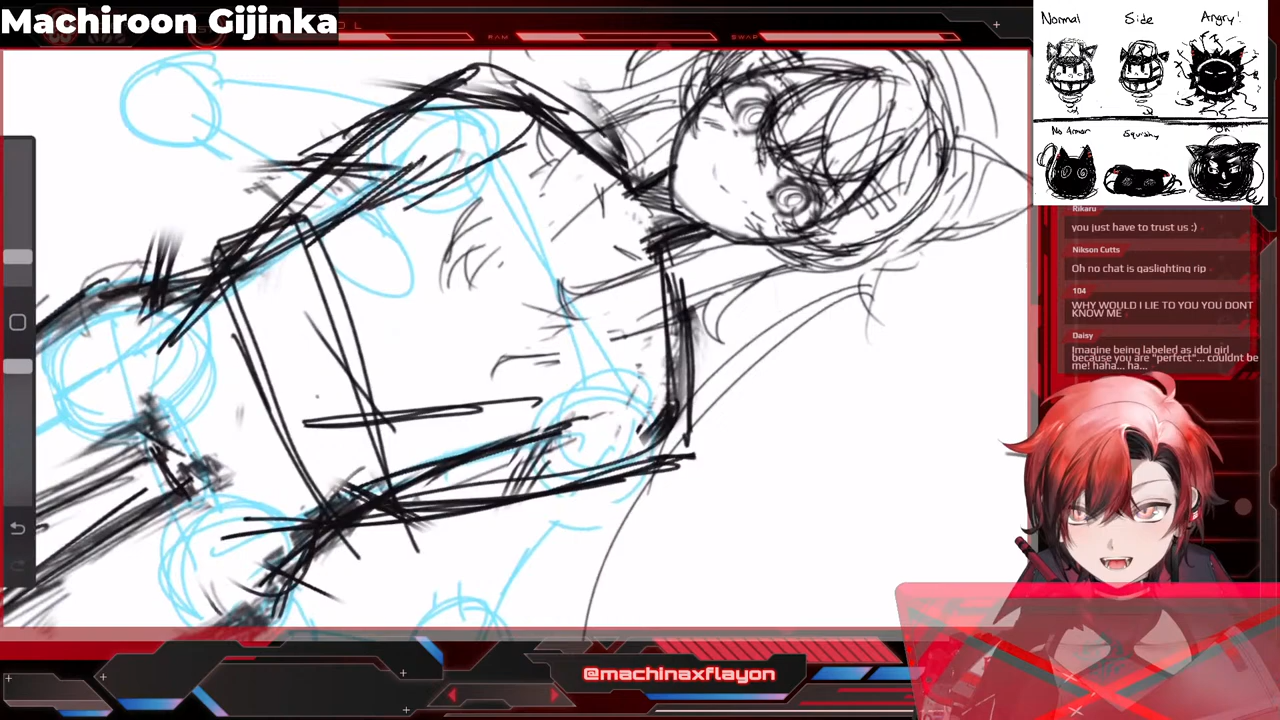 Machiroon Gijinka
RAM
SWAP
Normal
Side
Angry!
No Armor
Squishy
Rikaru
you just have to trust us :)
Nikson Cutts
Oh no chat is gaslighting rip
104
WHY WOULD I LIE TO YOU YOU DONT
KNOW ME
Daisy
Imagine being labeled as idol girl
because you are "perfect"... couldnt be
me! haha... ha...
@machinaxflayon